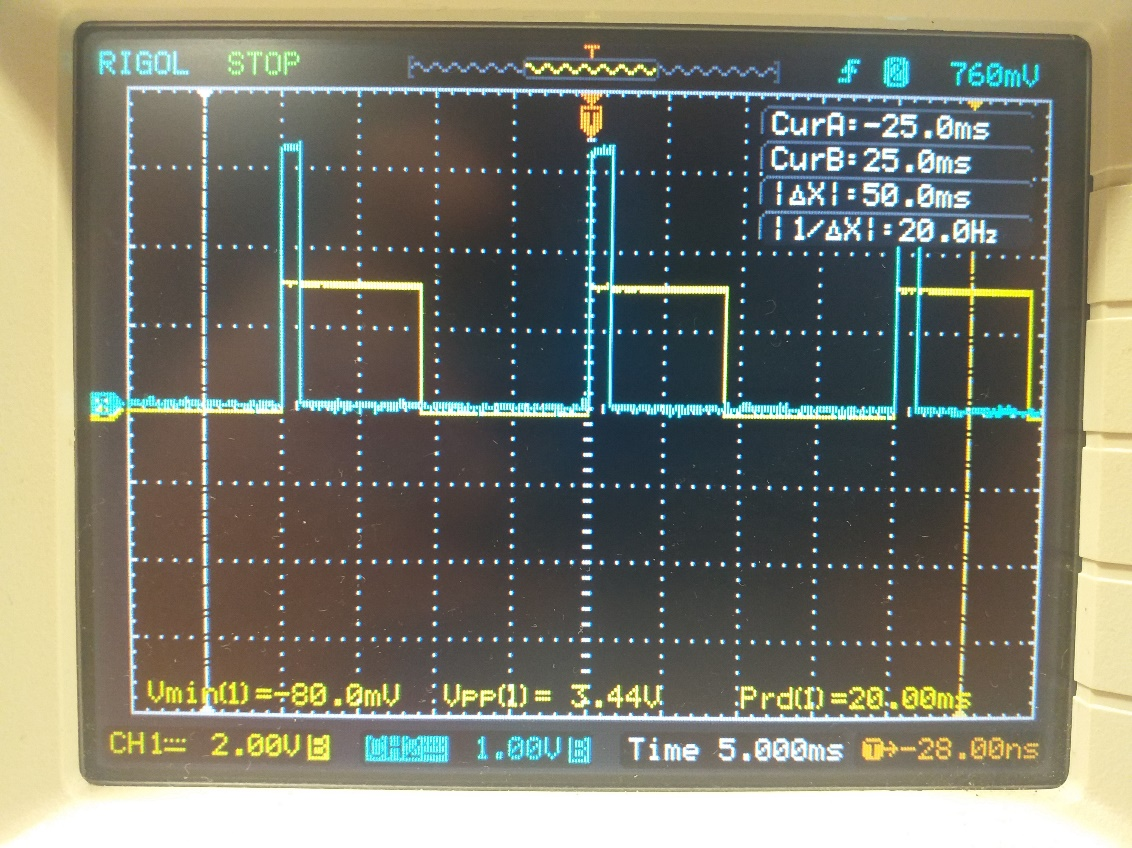 RIGOL STOP 760mV
T
CurA:-25.0ms
CurB:25.0ms
|ΔX|:50.0ms
|1/ΔX|:20.0Hz
Vmin(1)=-80.0mV Vpp(1)= 3.44V Prd(1)=20.00ms
CH1 2.00V B 1.00V B Time 5.000ms T→-28.00ns